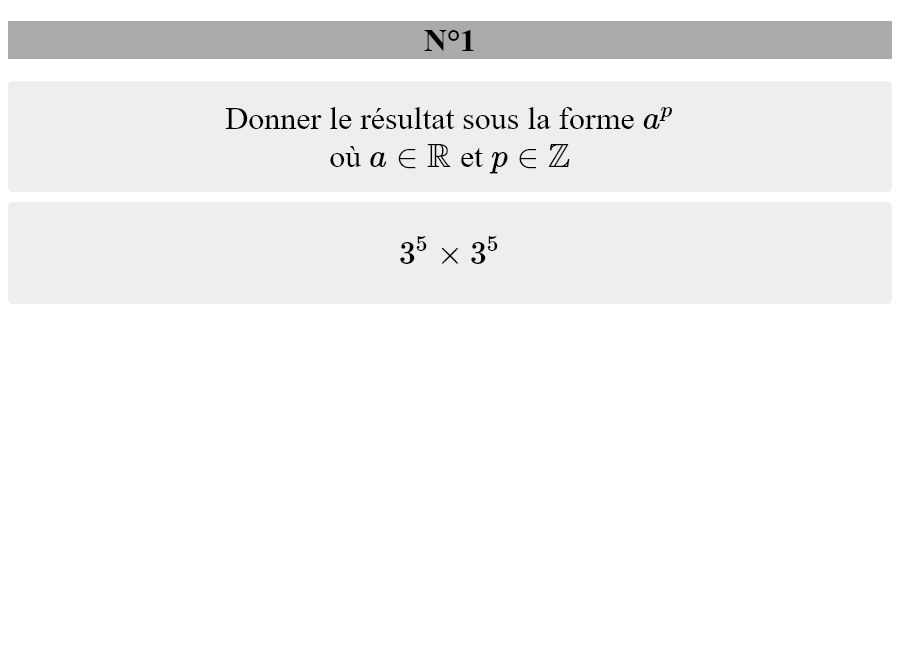 N°1
Donner le résultat sous la forme $a^p$
où $a \in \mathbb{R}$ et $p \in \mathbb{Z}$
$3^5 \times 3^5$